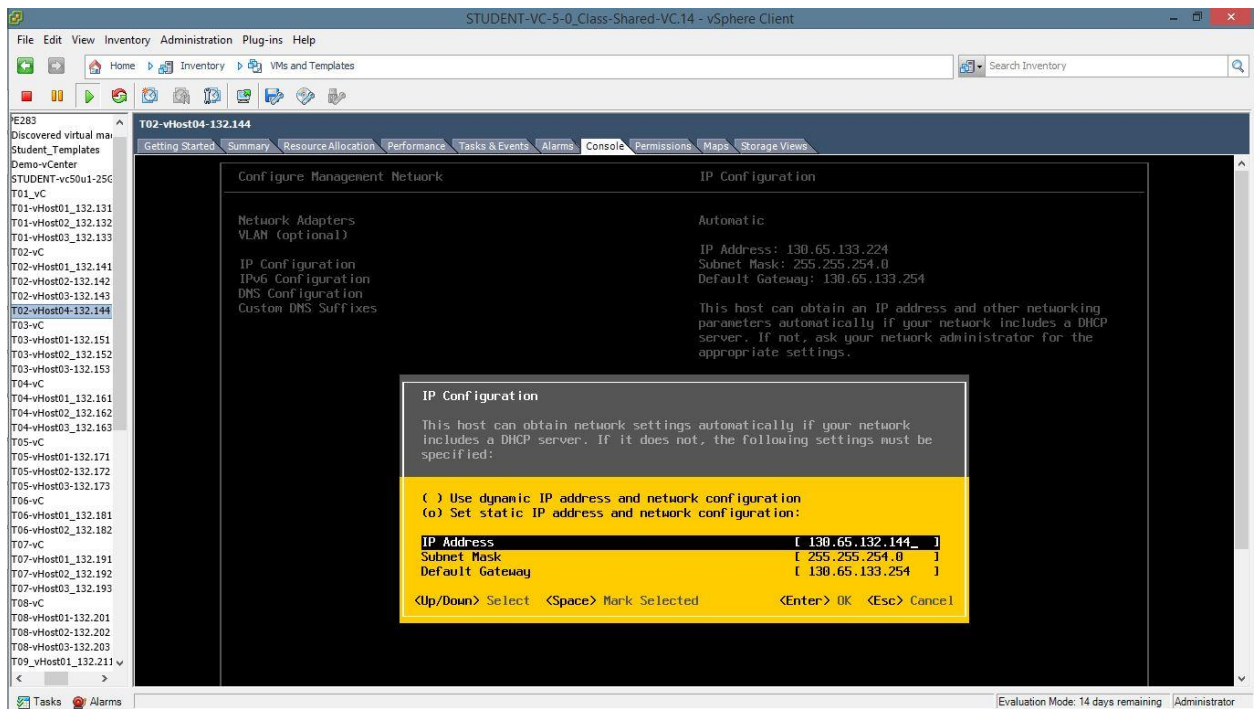 STUDENT-VC-5-0_Class-Shared-VC.14 - vSphere Client
File Edit View Inventory Administration Plug-ins Help
Home Inventory VMs and Templates
Search Inventory
E283
Discovered virtual mac
Student_Templates
Demo-vCenter
STUDENT-vc50u1-25G
T01_vC
T01-vHost01_132.131
T01-vHost02_132.132
T01-vHost03_132.133
T02-vC
T02-vHost01_132.141
T02-vHost02-132.142
T02-vHost03-132.143
T02-vHost04-132.144
T03-vC
T03-vHost01-132.151
T03-vHost02_132.152
T03-vHost03-132.153
T04-vC
T04-vHost01_132.161
T04-vHost02_132.162
T04-vHost03_132.163
T05-vC
T05-vHost01-132.171
T05-vHost02-132.172
T05-vHost03-132.173
T06-vC
T06-vHost01_132.181
T06-vHost02_132.182
T07-vC
T07-vHost01_132.191
T07-vHost02_132.192
T07-vHost03_132.193
T08-vC
T08-vHost01-132.201
T08-vHost02-132.202
T08-vHost03-132.203
T09_vHost01_132.211
T02-vHost04-132.144
Getting Started Summary Resource Allocation Performance Tasks & Events Alarms Console Permissions Maps Storage Views
Configure Management Network
IP Configuration
Network Adapters
VLAN (optional)
IP Configuration
IPv6 Configuration
DNS Configuration
Custom DNS Suffixes
Automatic
IP Address: 130.65.133.224
Subnet Mask: 255.255.254.0
Default Gateway: 130.65.133.254
This host can obtain an IP address and other networking
parameters automatically if your network includes a DHCP
server. If not, ask your network administrator for the
appropriate settings.
IP Configuration
This host can obtain network settings automatically if your network
includes a DHCP server. If it does not, the following settings must be
specified:
( ) Use dynamic IP address and network configuration
(o) Set static IP address and network configuration:
IP Address [ 130.65.132.144_ ]
Subnet Mask [ 255.255.254.0 ]
Default Gateway [ 130.65.133.254 ]
<Up/Down> Select <Space> Mark Selected <Enter> OK <Esc> Cancel
Tasks Alarms
Evaluation Mode: 14 days remaining Administrator